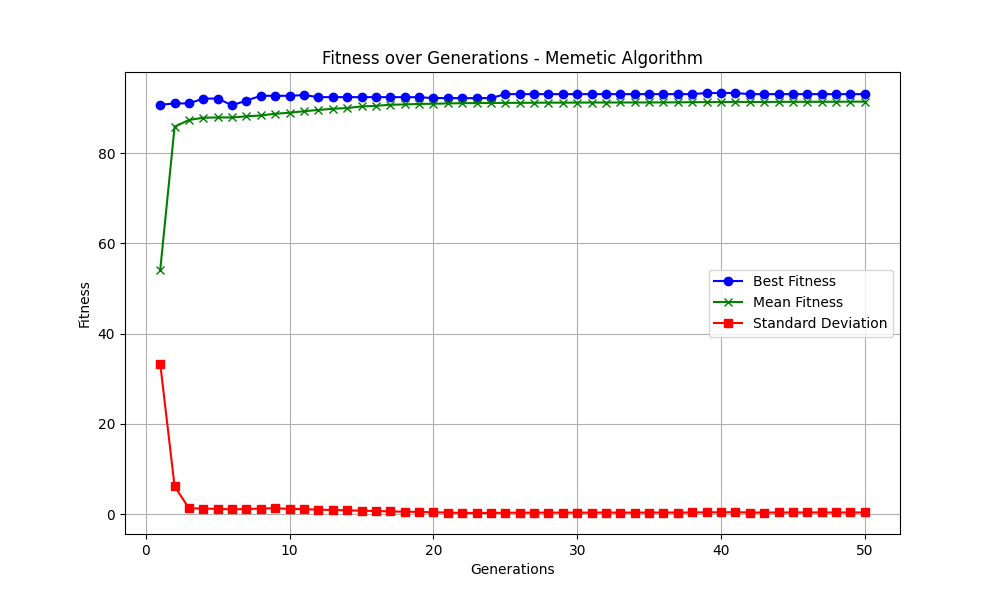 Fitness over Generations - Memetic Algorithm
Fitness
80
60
40
20
0
Best Fitness
Mean Fitness
Standard Deviation
0 10 20 30 40 50
Generations